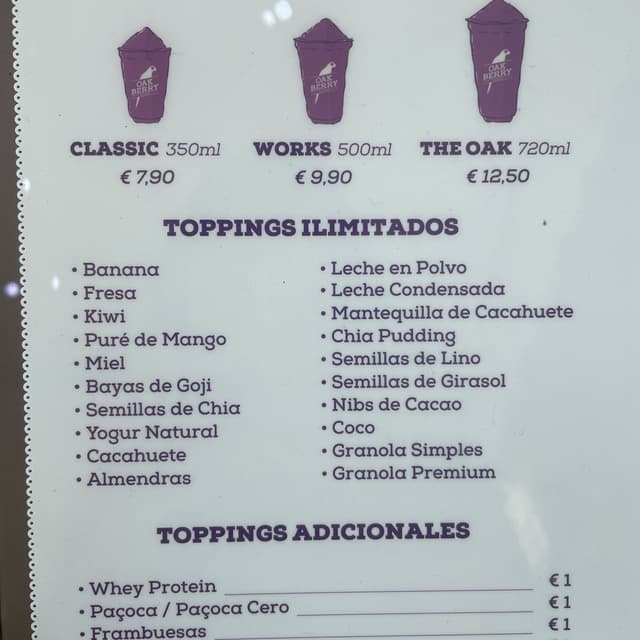 OAK BERRY
OAK BERRY
OAK BERRY
CLASSIC 350ml
€ 7,90
WORKS 500ml
€ 9,90
THE OAK 720ml
€ 12,50
TOPPINGS ILIMITADOS
• Banana
• Fresa
• Kiwi
• Puré de Mango
• Miel
• Bayas de Goji
• Semillas de Chia
• Yogur Natural
• Cacahuete
• Almendras
• Leche en Polvo
• Leche Condensada
• Mantequilla de Cacahuete
• Chia Pudding
• Semillas de Lino
• Semillas de Girasol
• Nibs de Cacao
• Coco
• Granola Simples
• Granola Premium
TOPPINGS ADICIONALES
• Whey Protein € 1
• Paçoca / Paçoca Cero € 1
• Frambuesas € 1